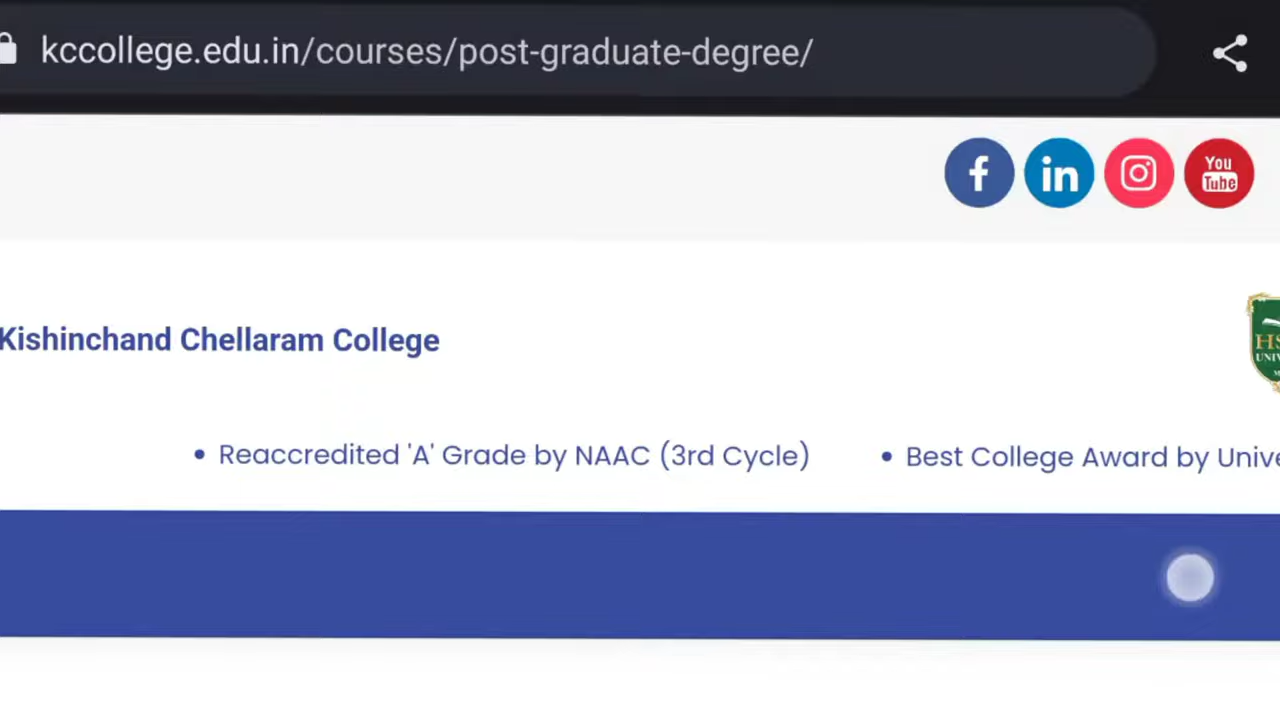 kccollege.edu.in/courses/post-graduate-degree/
f in You Tube
Kishinchand Chellaram College
• Reaccredited 'A' Grade by NAAC (3rd Cycle) • Best College Award by Unive